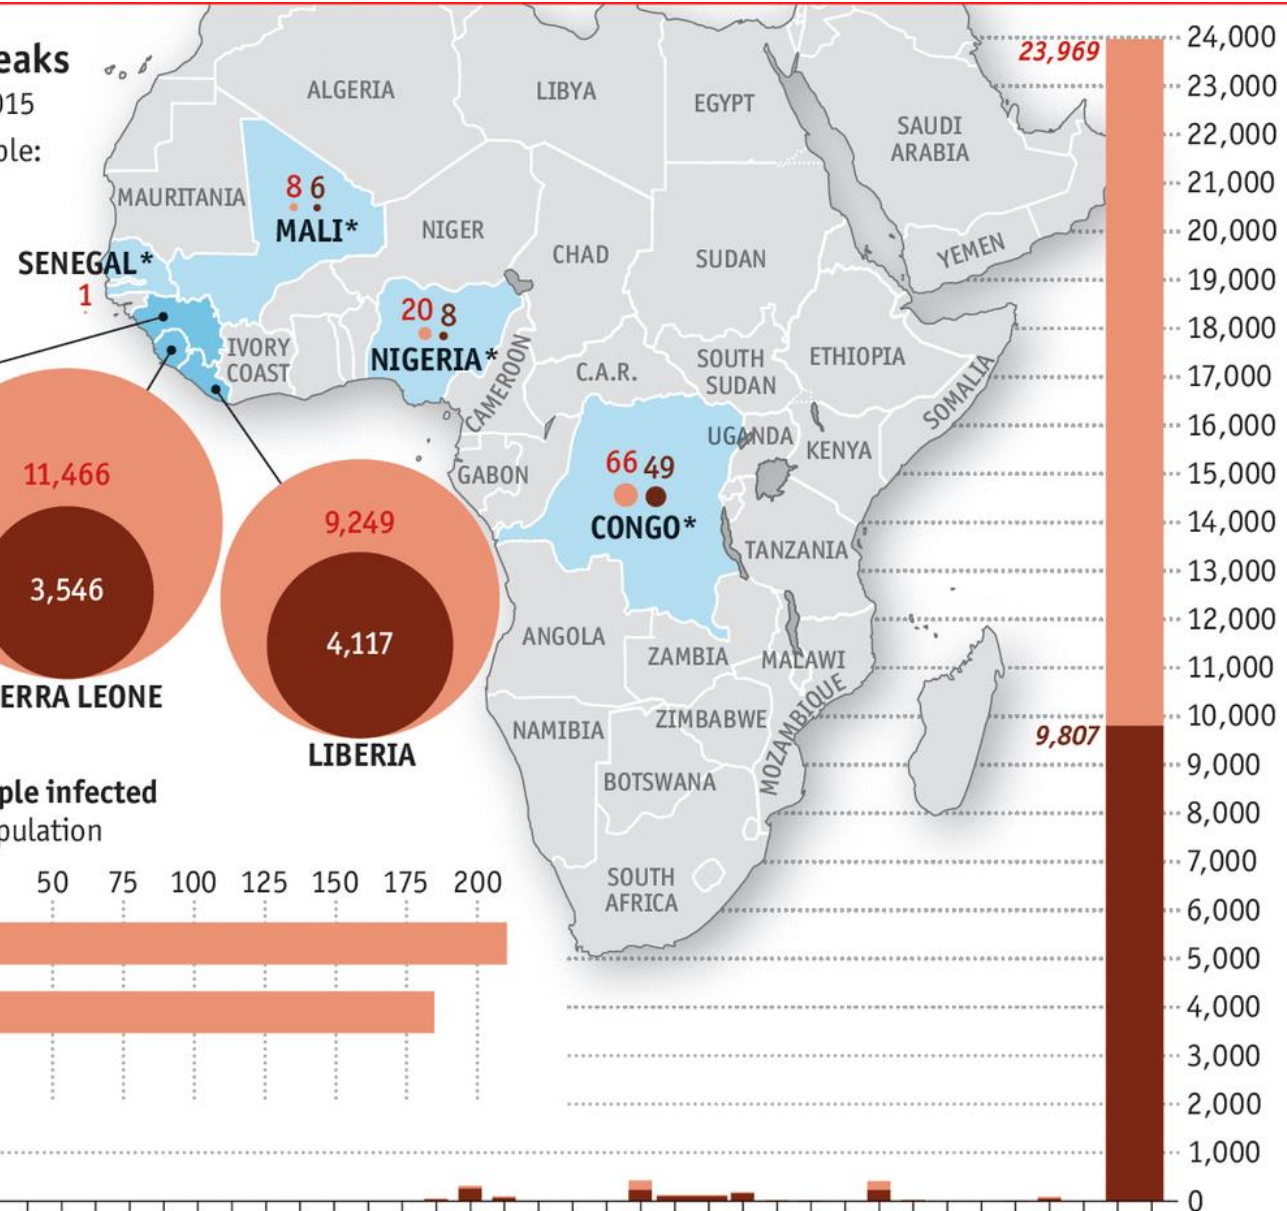 eaks
015
ple:
ALGERIA
LIBYA
EGYPT
SAUDI
ARABIA
MAURITANIA
8 6
MALI*
NIGER
CHAD
SUDAN
YEMEN
SENEGAL*
1
20 8
NIGERIA*
IVORY
COAST
CAMEROON
C.A.R.
SOUTH
SUDAN
ETHIOPIA
SOMALIA
UGANDA
KENYA
GABON
66 49
CONGO*
TANZANIA
11,466
3,546
ERRA LEONE
9,249
4,117
LIBERIA
ANGOLA
ZAMBIA
MALAWI
MOZAMBIQUE
NAMIBIA
ZIMBABWE
BOTSWANA
SOUTH
AFRICA
ple infected
pulation
50 75 100 125 150 175 200
23,969
9,807
24,000
23,000
22,000
21,000
20,000
19,000
18,000
17,000
16,000
15,000
14,000
13,000
12,000
11,000
10,000
9,000
8,000
7,000
6,000
5,000
4,000
3,000
2,000
1,000
0